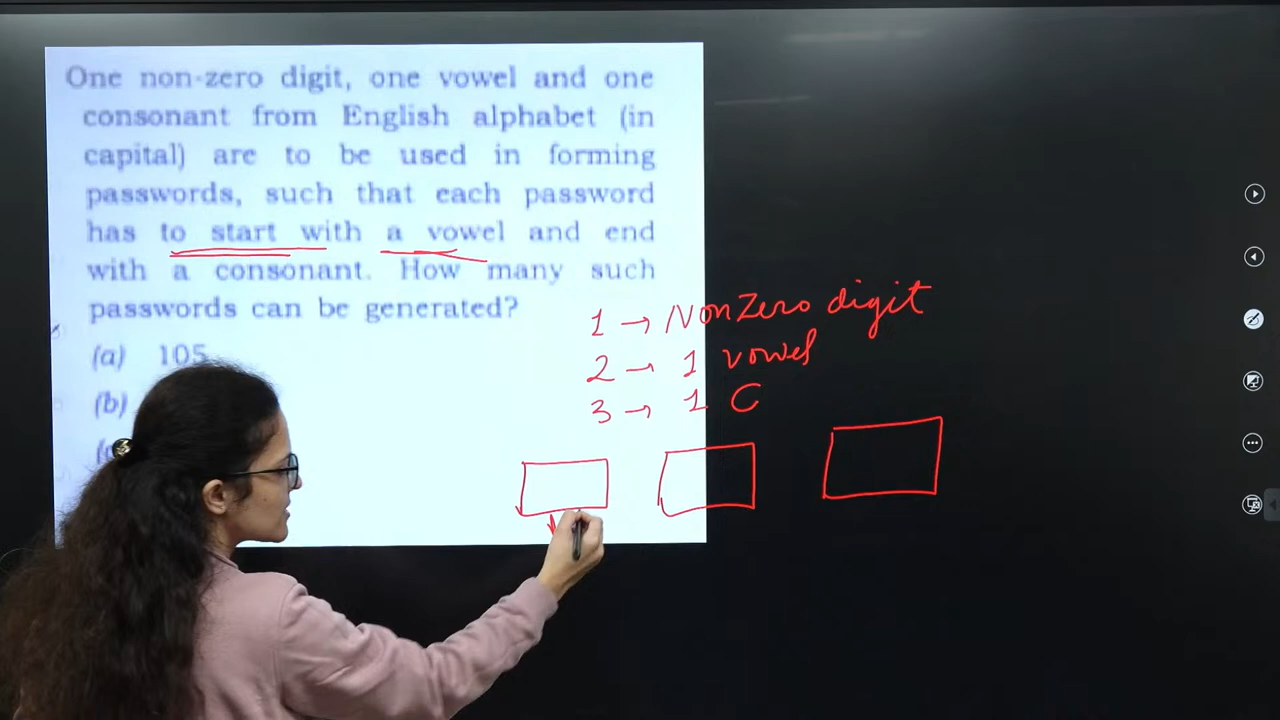 One non-zero digit, one vowel and one
consonant from English alphabet (in
capital) are to be used in forming
passwords, such that each password
has to start with a vowel and end
with a consonant. How many such
passwords can be generated?
(a) 105
(b)
1 → Non Zero digit
2 → 1 vowel
3 → 1 C